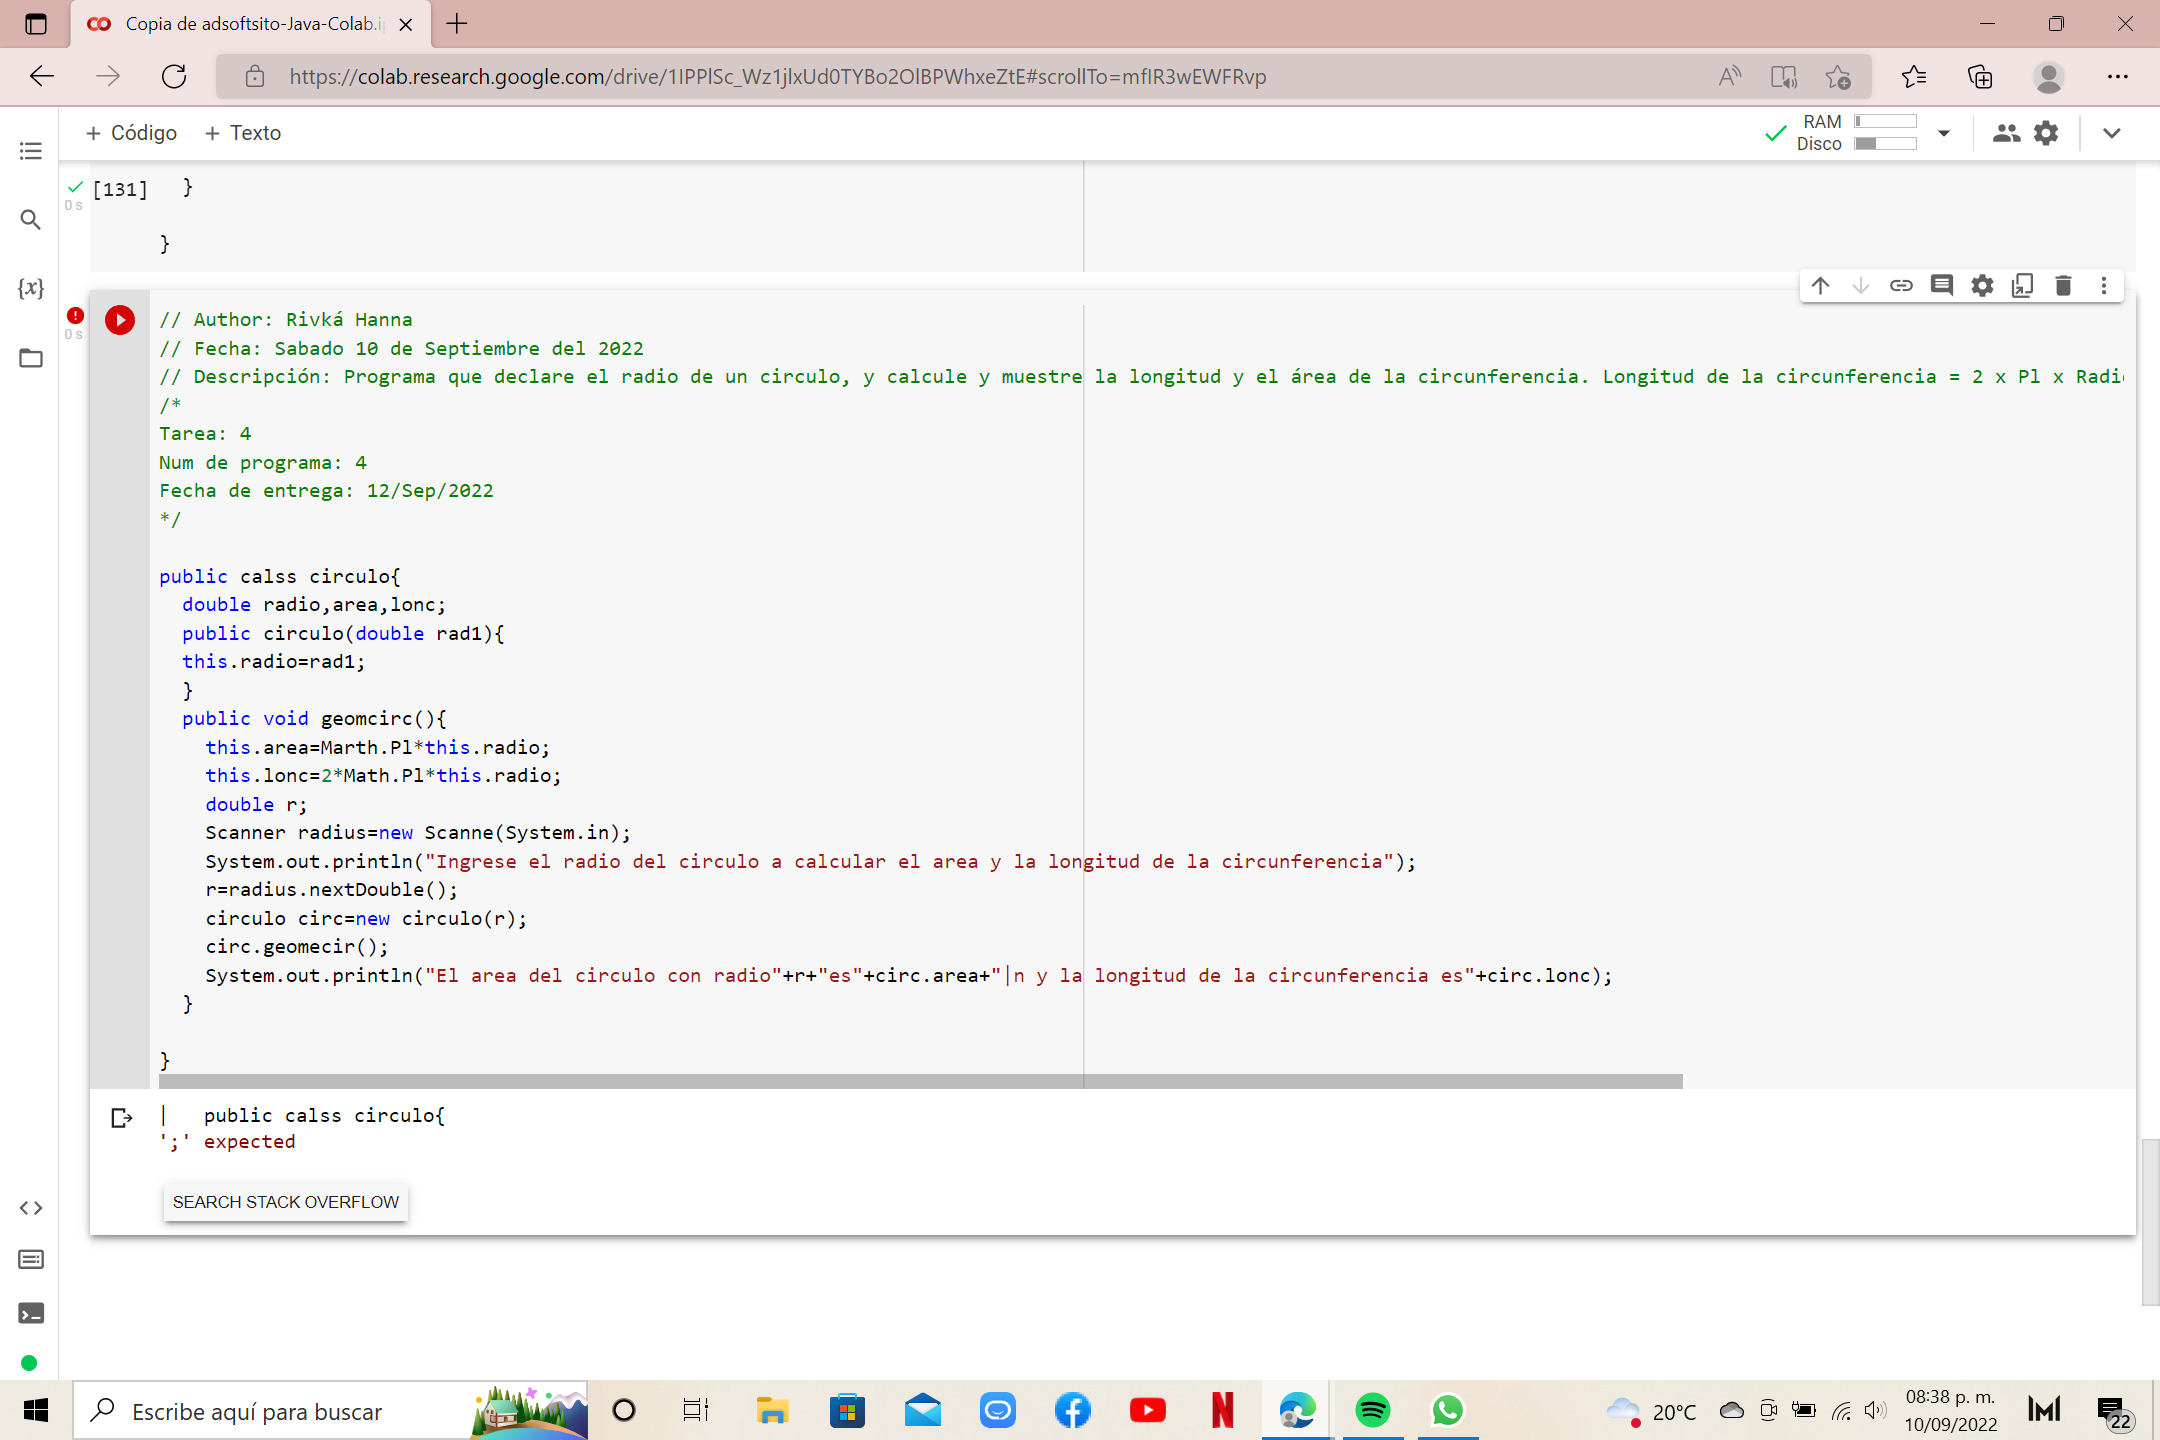 Copia de adsoftsito-Java-Colab.i
https://colab.research.google.com/drive/1IPPlSc_Wz1jlxUd0TYBo2OlBPWhxeZtE#scrollTo=mfIR3wEWFRvp
+ Código + Texto
RAM
Disco
[131] }
0 s
}
{x}
0 s
// Author: Rivká Hanna
// Fecha: Sabado 10 de Septiembre del 2022
// Descripción: Programa que declare el radio de un circulo, y calcule y muestre la longitud y el área de la circunferencia. Longitud de la circunferencia = 2 x Pl x Radi
/*
Tarea: 4
Num de programa: 4
Fecha de entrega: 12/Sep/2022
*/
public calss circulo{
double radio,area,lonc;
public circulo(double rad1){
this.radio=rad1;
}
public void geomcirc(){
this.area=Marth.Pl*this.radio;
this.lonc=2*Math.Pl*this.radio;
double r;
Scanner radius=new Scanne(System.in);
System.out.println("Ingrese el radio del circulo a calcular el area y la longitud de la circunferencia");
r=radius.nextDouble();
circulo circ=new circulo(r);
circ.geomecir();
System.out.println("El area del circulo con radio"+r+"es"+circ.area+"|n y la longitud de la circunferencia es"+circ.lonc);
}
}
| public calss circulo{
';' expected
SEARCH STACK OVERFLOW
Escribe aquí para buscar
20°C
08:38 p. m.
10/09/2022
22